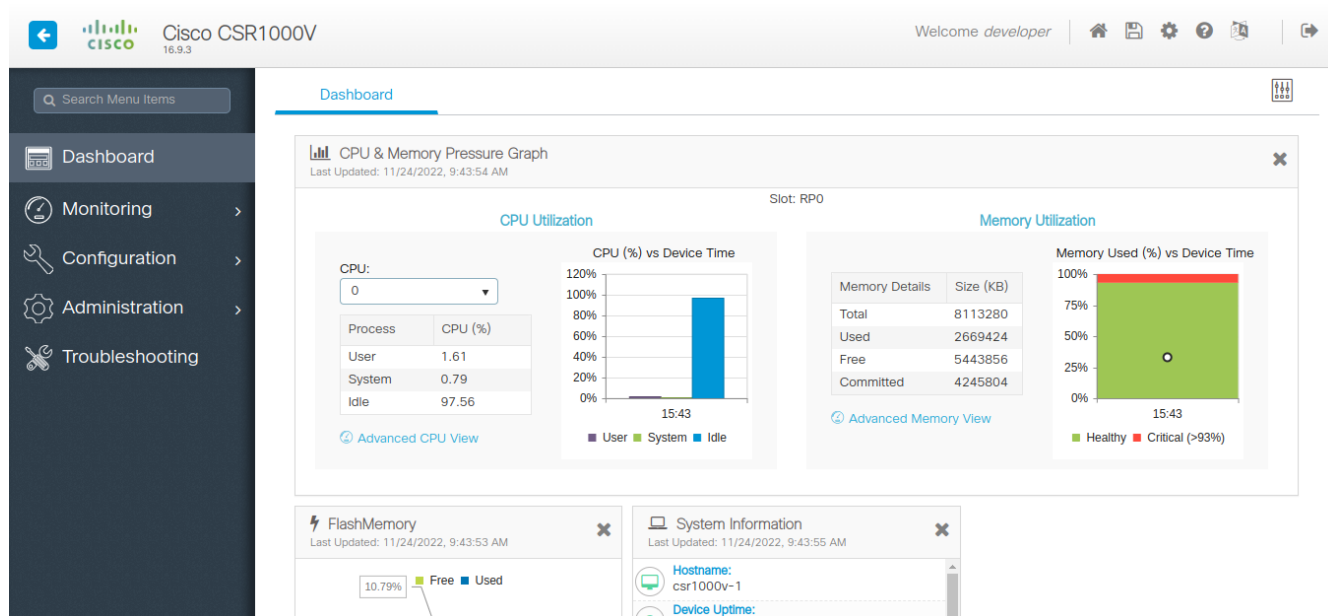 CISCO
Cisco CSR1000V
16.9.3
Welcome developer
Search Menu Items
Dashboard
Monitoring
Configuration
Administration
Troubleshooting
Dashboard
CPU & Memory Pressure Graph
Last Updated: 11/24/2022, 9:43:54 AM
Slot: RP0
CPU Utilization
CPU:
0
Process CPU (%)
User 1.61
System 0.79
Idle 97.56
Advanced CPU View
CPU (%) vs Device Time
120%
100%
80%
60%
40%
20%
0%
15:43
User System Idle
Memory Utilization
Memory Details Size (KB)
Total 8113280
Used 2669424
Free 5443856
Committed 4245804
Advanced Memory View
Memory Used (%) vs Device Time
100%
75%
50%
25%
0%
15:43
Healthy Critical (>93%)
FlashMemory
Last Updated: 11/24/2022, 9:43:53 AM
Free Used
10.79%
System Information
Last Updated: 11/24/2022, 9:43:55 AM
Hostname:
csr1000v-1
Device Uptime: